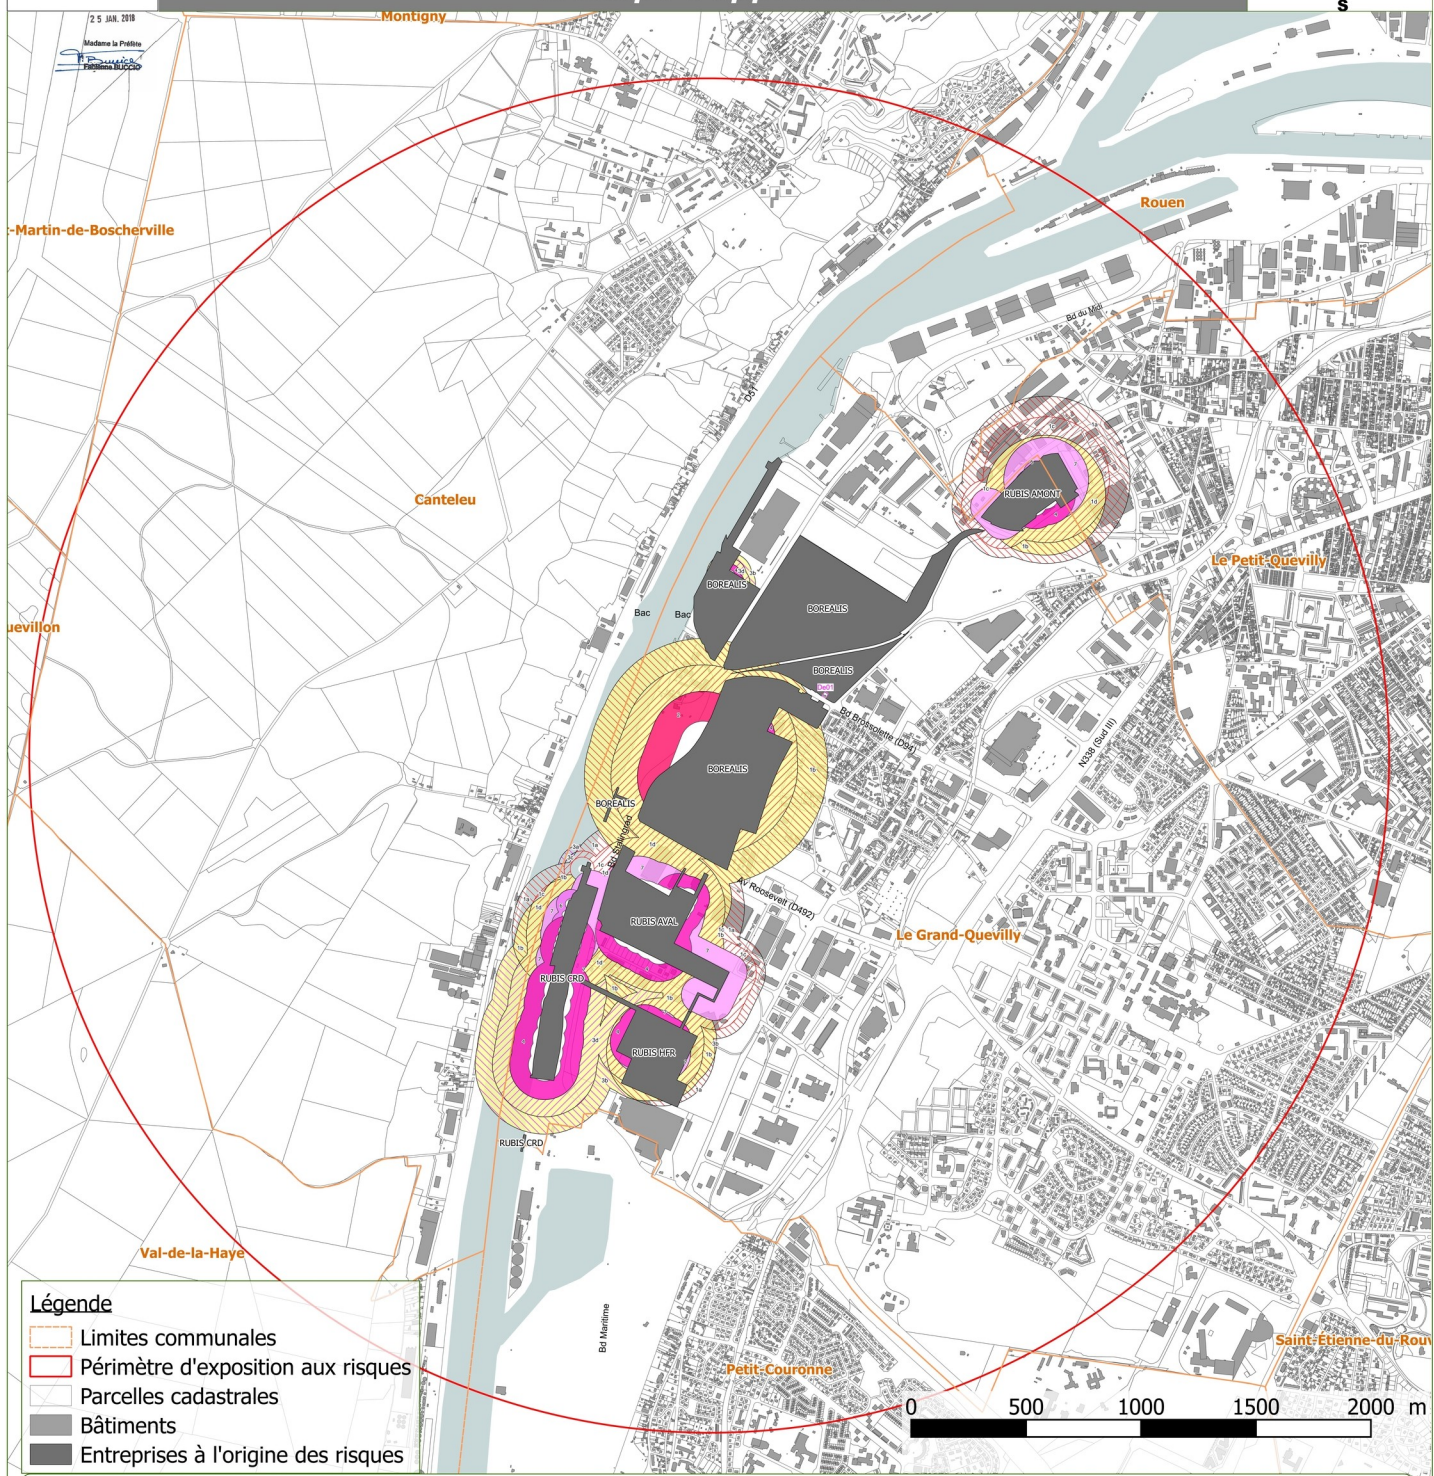 s
25 JAN. 2018
Madame la Préfète
Fabienne BUCCIO
Montigny
Rouen
-Martin-de-Boscherville
Bd du Midi
D51
Canteleu
RUBIS AMONT
Le Petit-Quevilly
BOREALIS
BOREALIS
Bac
Bac
uevillon
BOREALIS
De01
Bd Brossolette (D94)
N338 (Sud III)
BOREALIS
BOREALIS
Bd Stalingrad
Av Roosevelt (D492)
RUBIS AVAL
Le Grand-Quevilly
RUBIS CRD
RUBIS HFR
RUBIS CRD
Val-de-la-Haye
Bd Maritime
Saint-Etienne-du-Rouv
Petit-Couronne
Légende
Limites communales
Périmètre d'exposition aux risques
Parcelles cadastrales
Bâtiments
Entreprises à l'origine des risques
0 500 1000 1500 2000 m